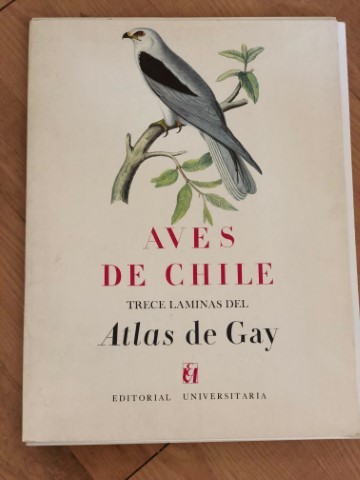 AVES
DE CHILE
TRECE LAMINAS DEL
Atlas de Gay
EDITORIAL UNIVERSITARIA